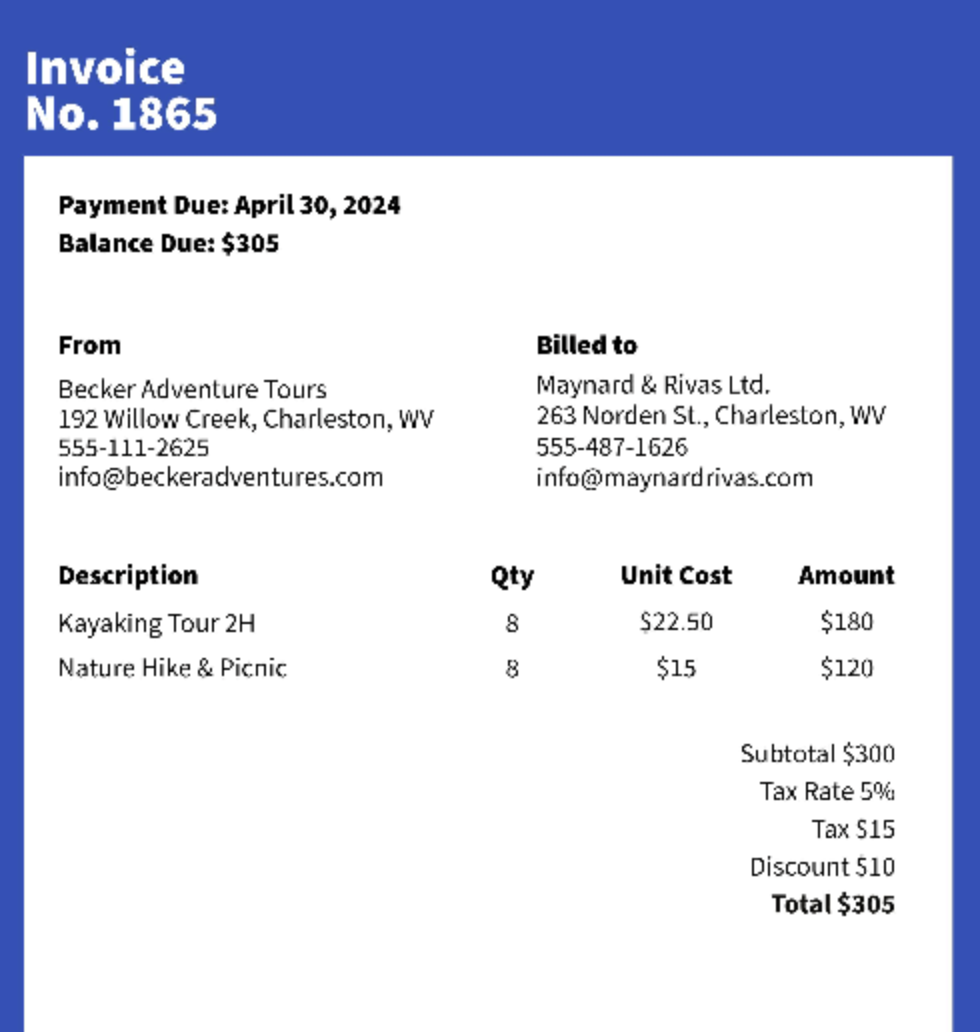 Invoice
No. 1865
Payment Due: April 30, 2024
Balance Due: $305
From
Becker Adventure Tours
192 Willow Creek, Charleston, WV
555-111-2625
info@beckeradventures.com
Billed to
Maynard & Rivas Ltd.
263 Norden St., Charleston, WV
555-487-1626
info@maynardrivas.com
Description Qty Unit Cost Amount
Kayaking Tour 2H 8 $22.50 $180
Nature Hike & Picnic 8 $15 $120
Subtotal $300
Tax Rate 5%
Tax $15
Discount $10
Total $305